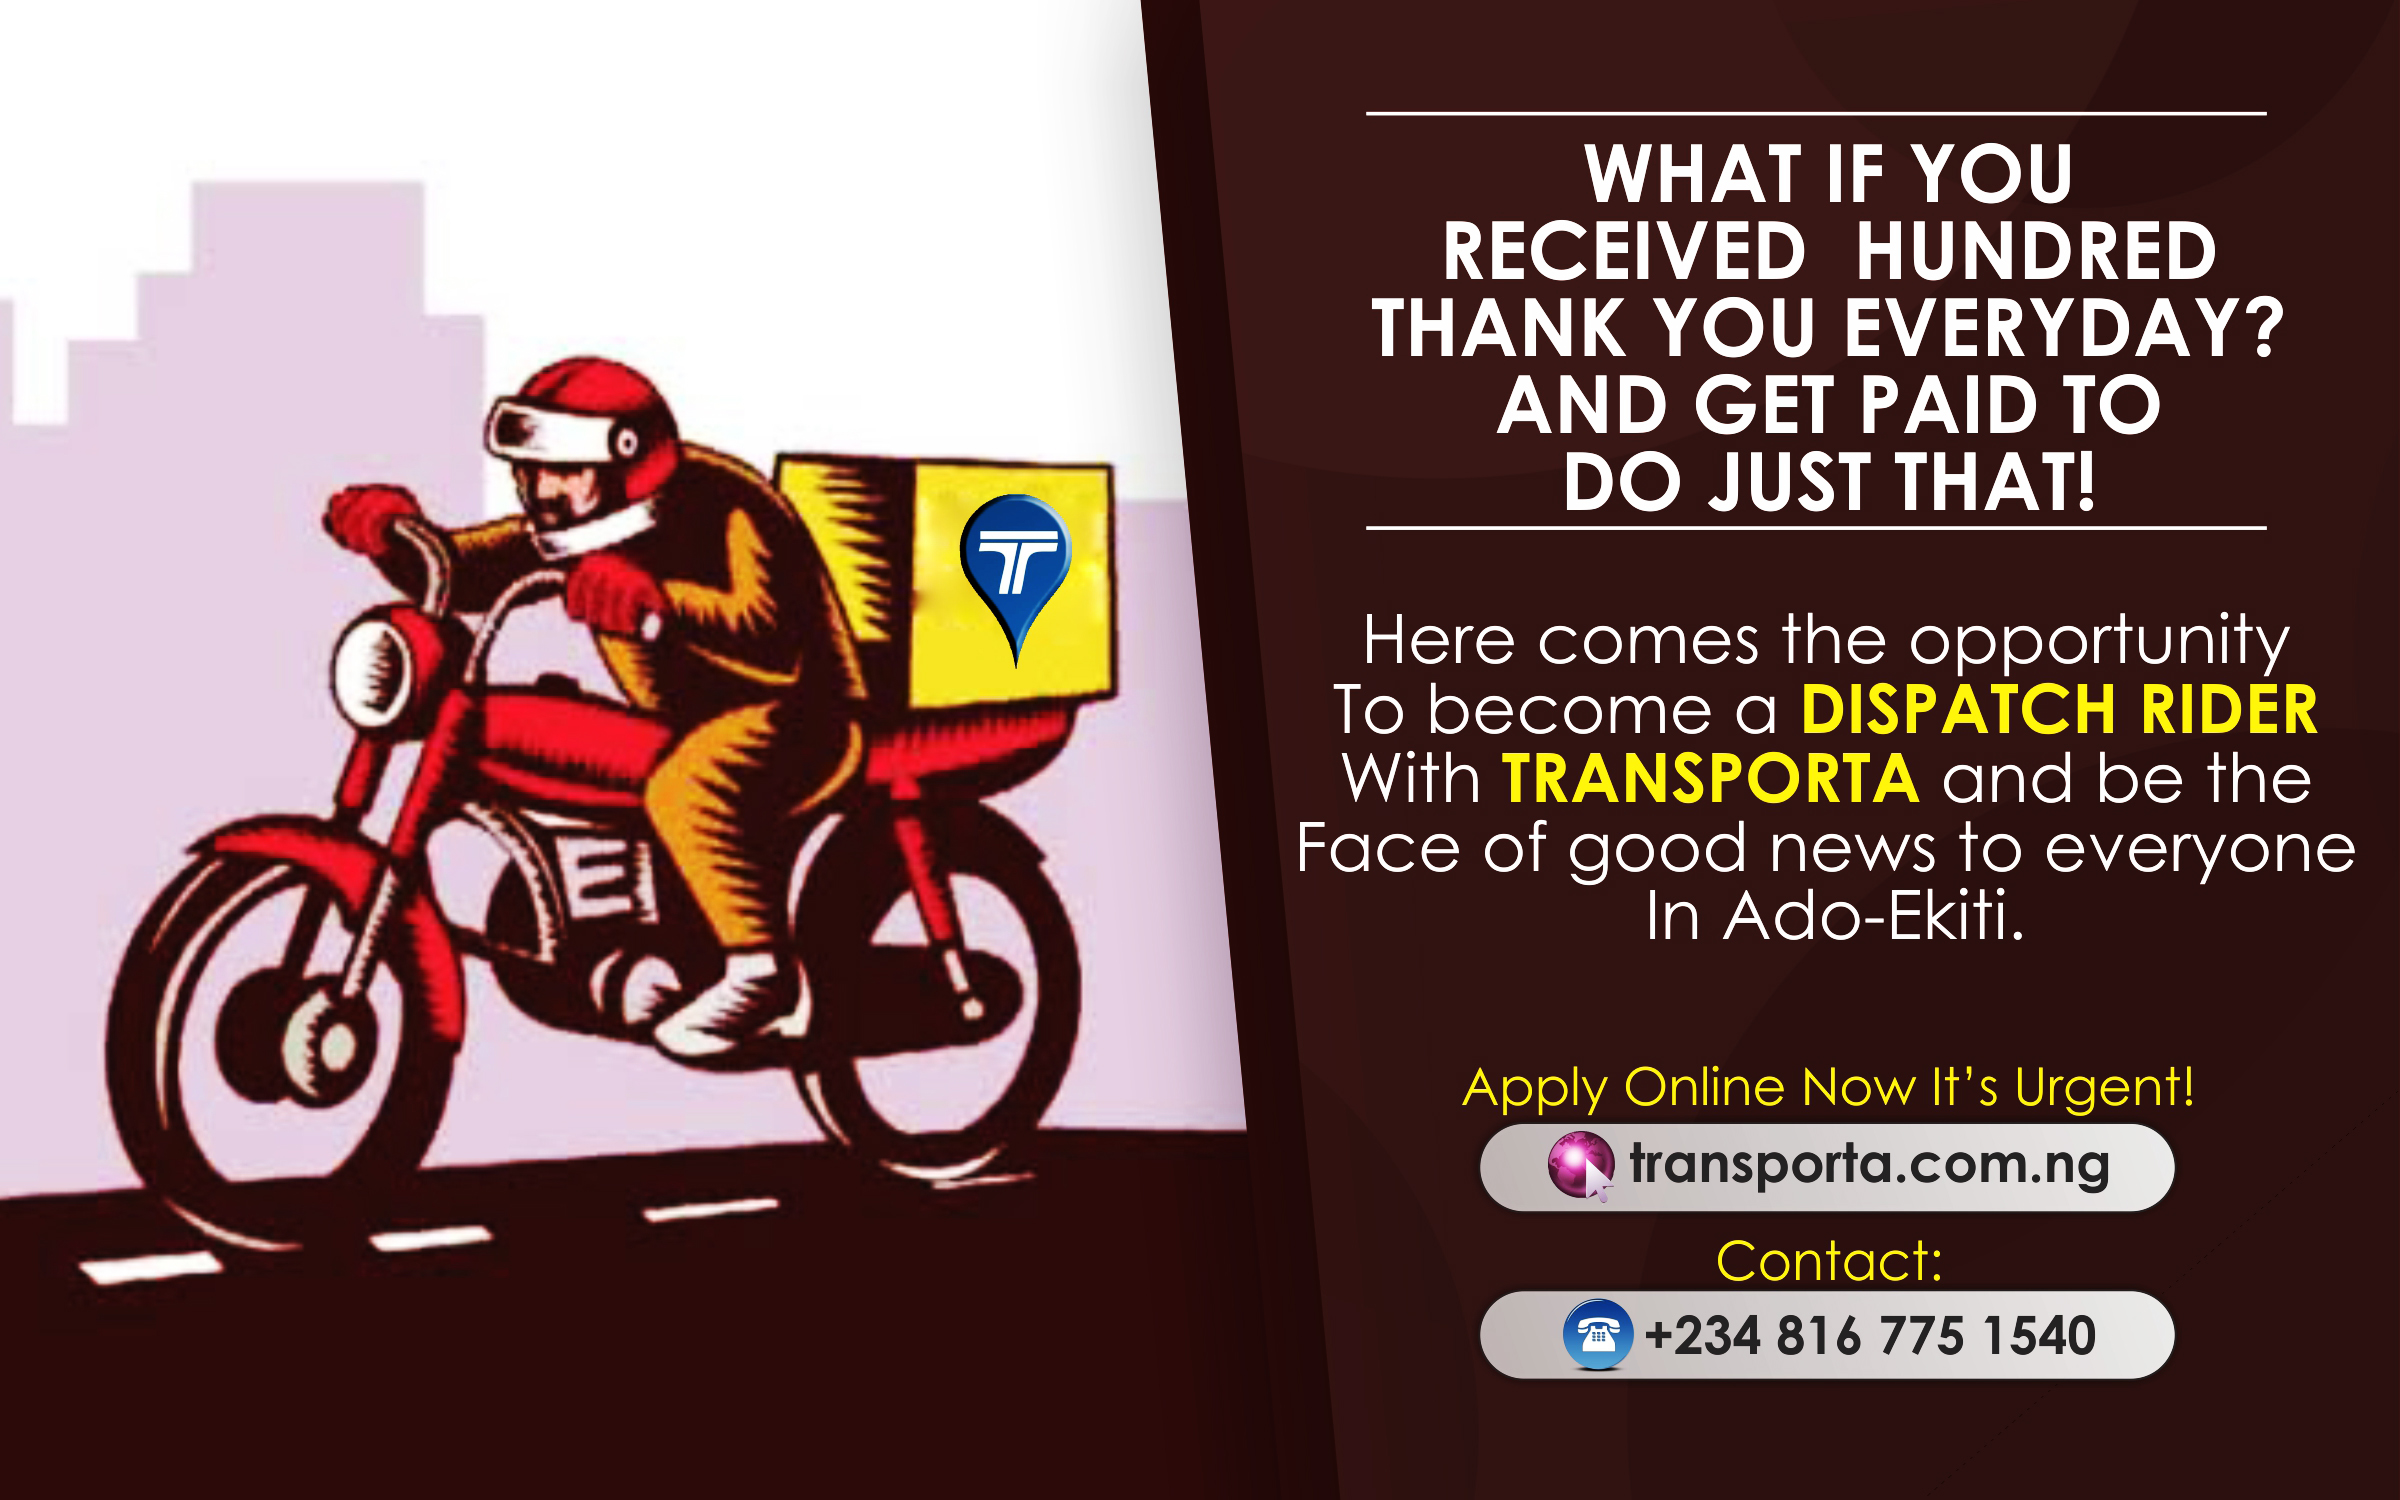 WHAT IF YOU
RECEIVED  HUNDRED
THANK YOU EVERYDAY?
AND GET PAID TO
DO JUST THAT!
Here comes the opportunity
To become a DISPATCH RIDER
With TRANSPORTA and be the
Face of good news to everyone
In Ado-Ekiti.
Apply Online Now It’s Urgent!
transporta.com.ng
Contact:
+234 816 775 1540